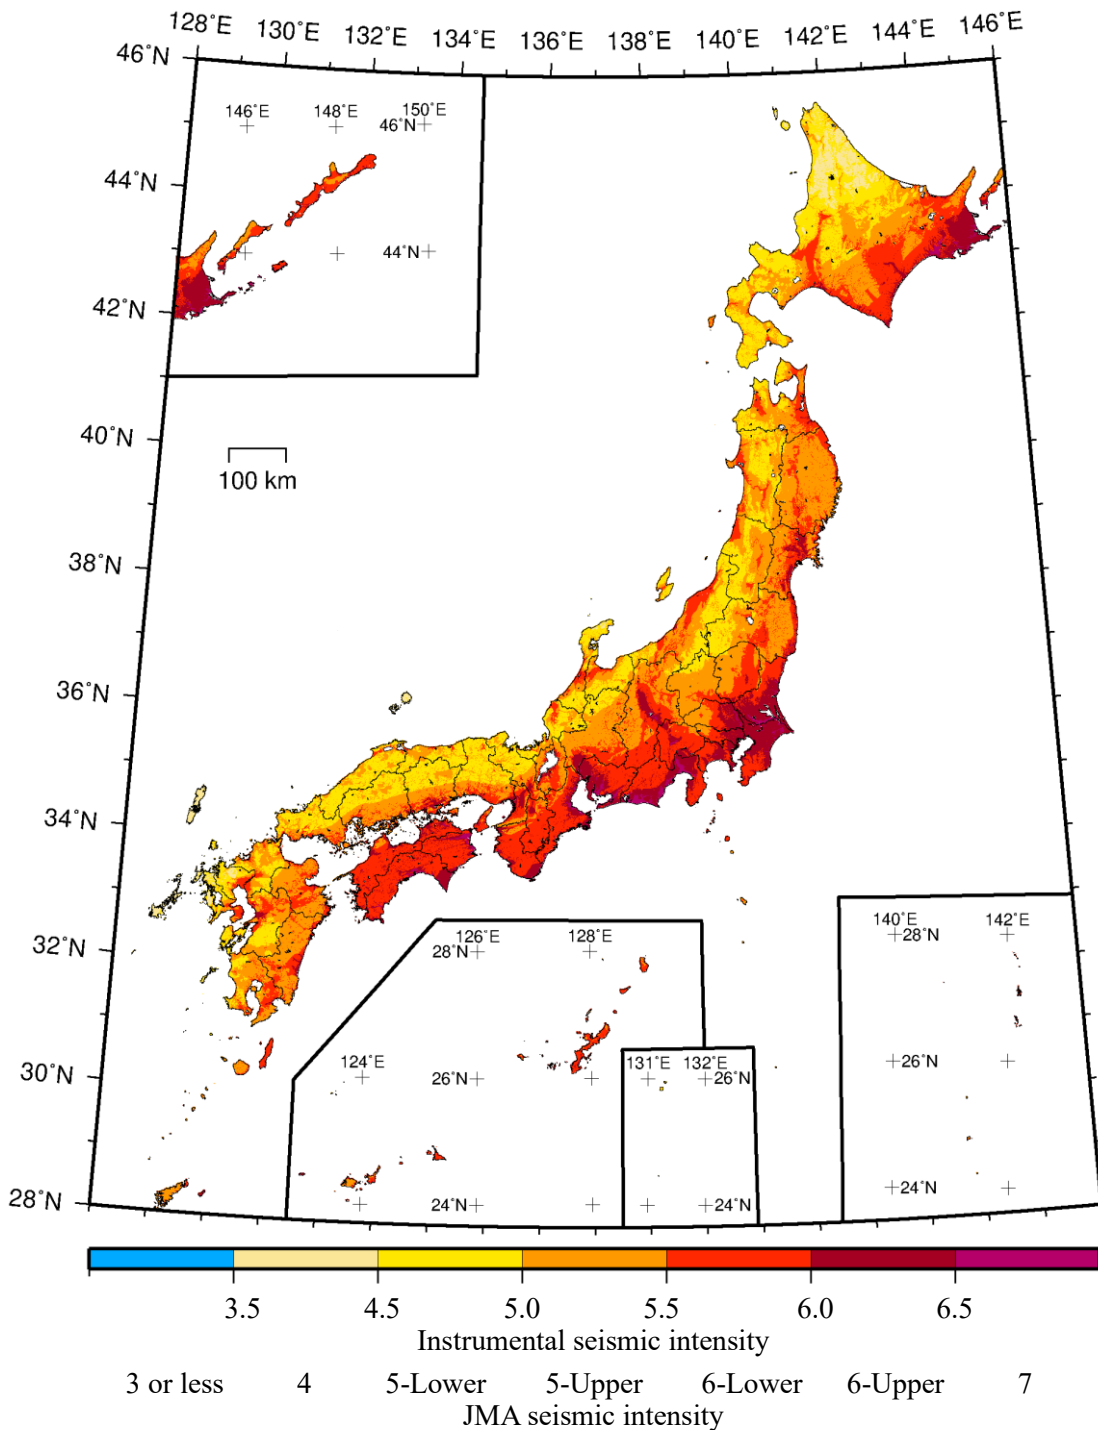 128°E 130°E 132°E 134°E 136°E 138°E 140°E 142°E 144°E 146°E
46°N
146°E 148°E 150°E
46°N
44°N
44°N
42°N
40°N
100 km
38°N
36°N
34°N
32°N
126°E 128°E
28°N
140°E 142°E
28°N
30°N
124°E
26°N
131°E 132°E
26°N
26°N
28°N
24°N
24°N
24°N
3.5 4.5 5.0 5.5 6.0 6.5
Instrumental seismic intensity
3 or less 4 5-Lower 5-Upper 6-Lower 6-Upper 7
JMA seismic intensity